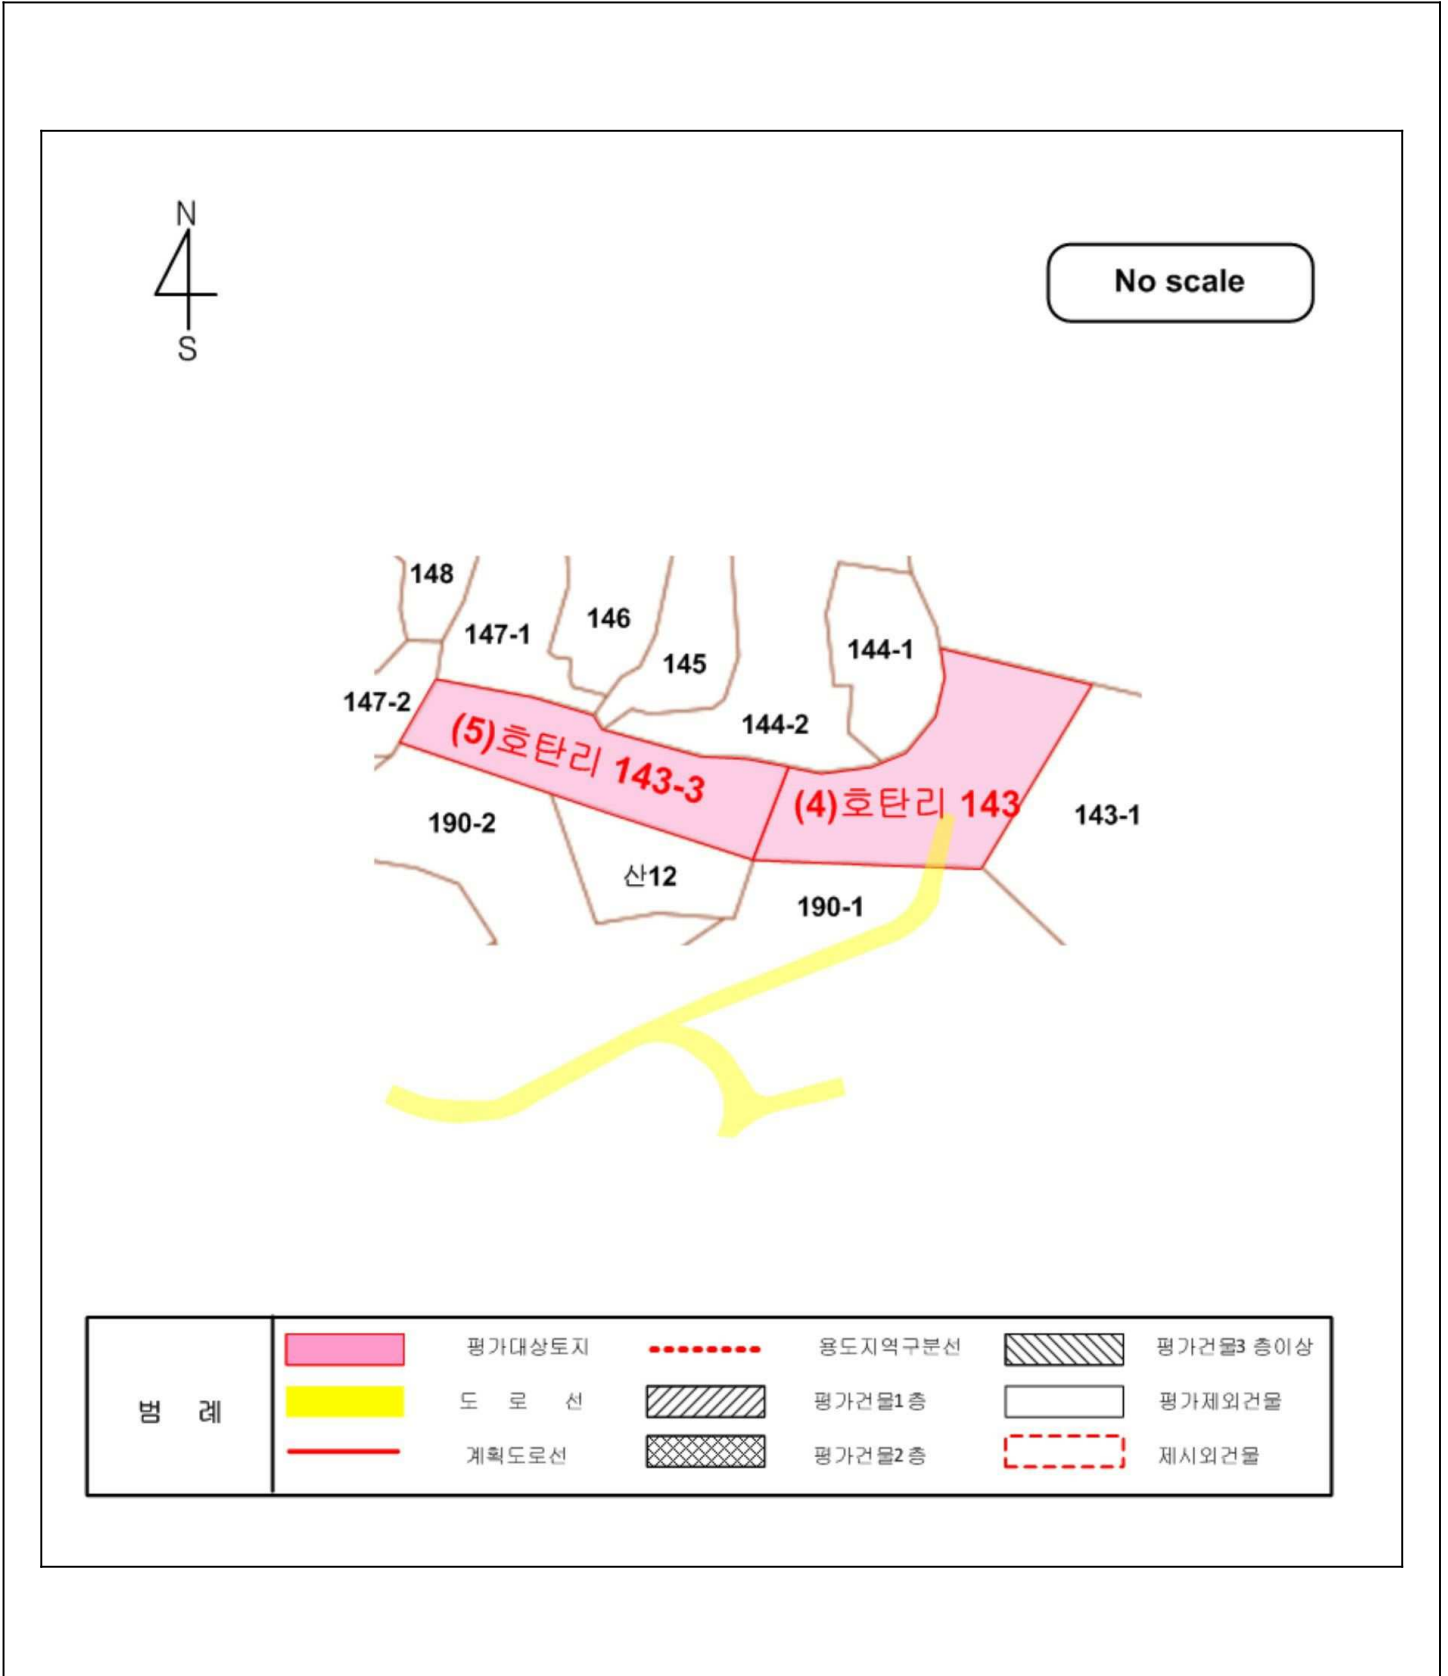 N
S
No scale
148
147-1
146
145
144-1
147-2
144-2
(5)호탄리 143-3
(4)호탄리 143
143-1
190-2
산12
190-1
범 례
평가대상토지
용도지역구분선
평가건물3 층이상
도 로 선
평가건물1 층
평가제외건물
계획도로선
평가건물2 층
제시외건물